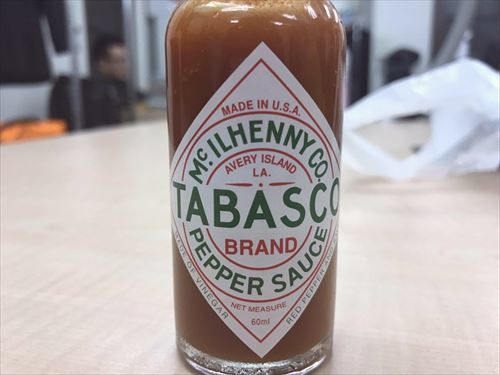 MADE IN U.S.A.
McILHENNY CO.
AVERY ISLAND
LA.
TABASCO
BRAND
PEPPER SAUCE
OF VINEGAR
NET MEASURE
RED PEPPER
60ml